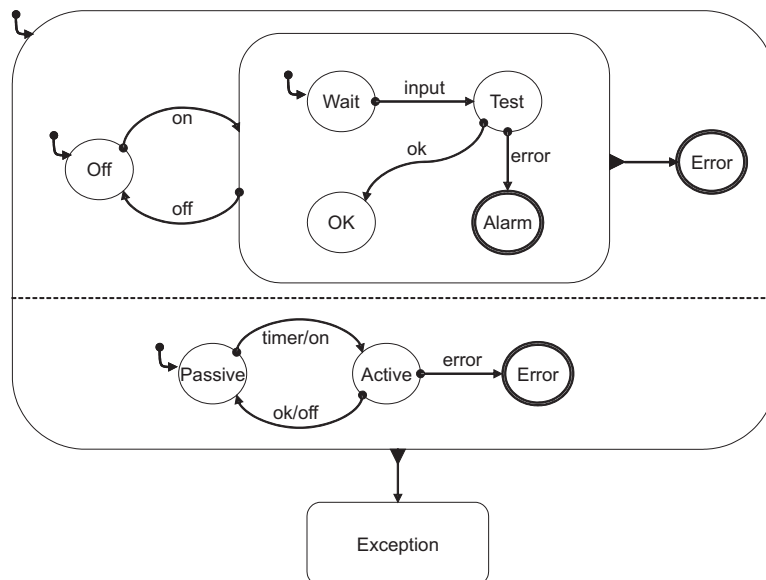 Wait
input
Test
on
ok
error
Off
Error
off
OK
Alarm
timer/on
Passive
Active
error
Error
ok/off
Exception